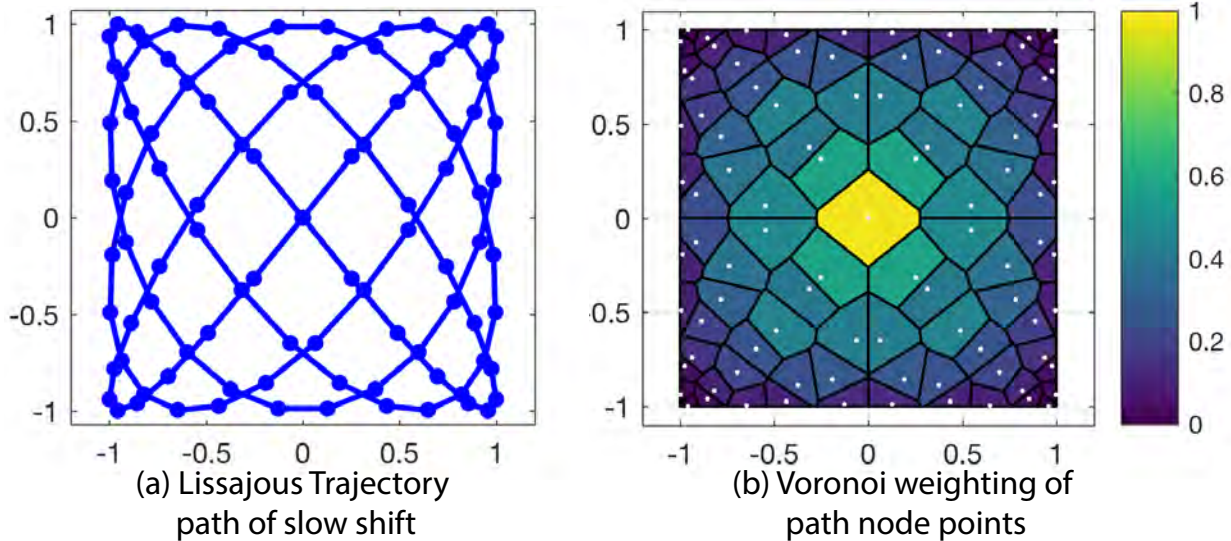 1
0.5
0
-0.5
-1
-1 -0.5 0 0.5 1
(a) Lissajous Trajectory
path of slow shift
1
0.5
0
0.5
-1
-1 -0.5 0 0.5 1
(b) Voronoi weighting of
path node points
1
0.8
0.6
0.4
0.2
0